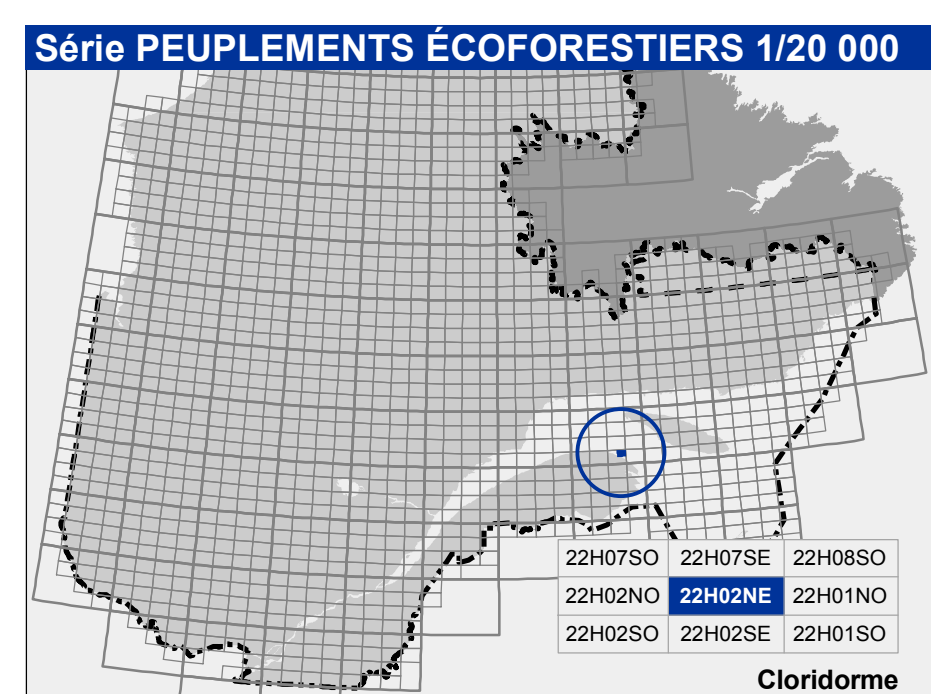 Série PEUPLEMENTS ÉCOFORESTIERS 1/20 000
22H07SO 22H07SE 22H08SO
22H02NO 22H02NE 22H01NO
22H02SO 22H02SE 22H01SO
Cloridorme